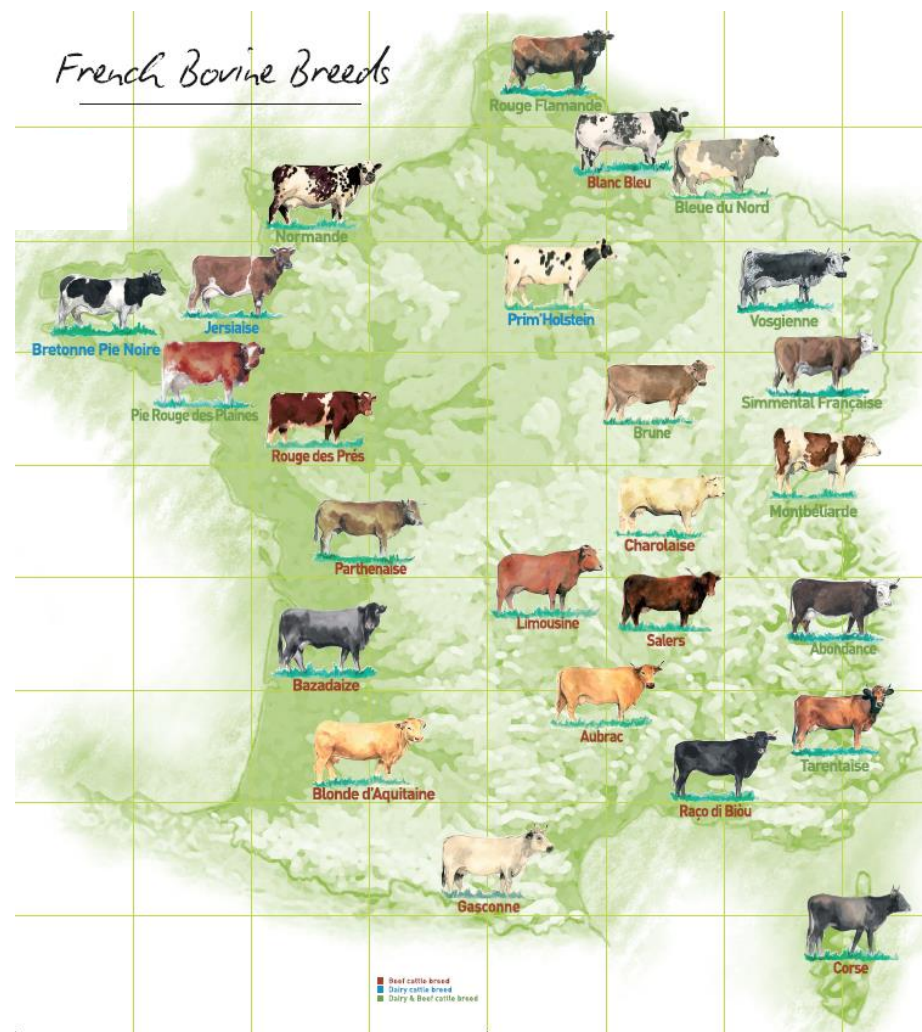 French Bovine Breeds
Rouge Flamande
Blanc Bleu
Bleue du Nord
Normande
Jersiaise
Prim'Holstein
Vosgienne
Bretonne Pie Noire
Pie Rouge des Plaines
Simmental Française
Brune
Rouge des Prés
Montbéliarde
Charolaise
Parthenaise
Limousine
Salers
Abondance
Bazadaize
Aubrac
Tarentaise
Blonde d'Aquitaine
Raço di Biòu
Gasconne
Corse
Beef cattle breed
Dairy cattle breed
Dairy & Beef cattle breed